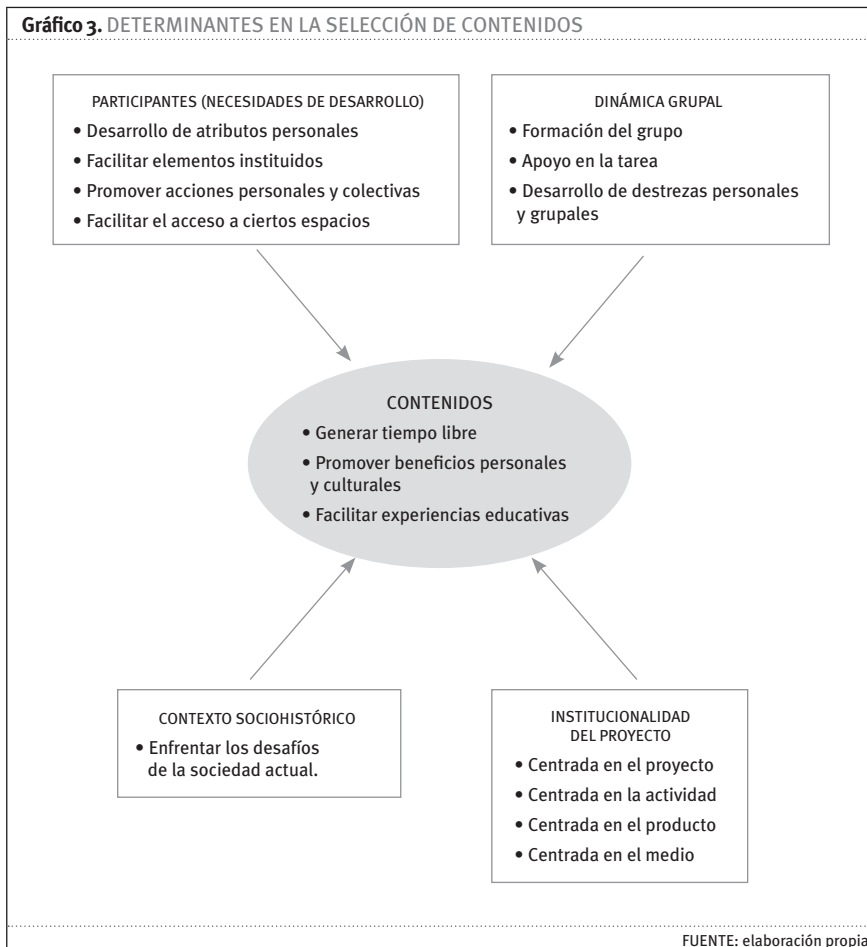 Gráfico 3. DETERMINANTES EN LA SELECCIÓN DE CONTENIDOS
PARTICIPANTES (NECESIDADES DE DESARROLLO)
• Desarrollo de atributos personales
• Facilitar elementos instituidos
• Promover acciones personales y colectivas
• Facilitar el acceso a ciertos espacios
DINÁMICA GRUPAL
• Formación del grupo
• Apoyo en la tarea
• Desarrollo de destrezas personales
y grupales
CONTENIDOS
• Generar tiempo libre
• Promover beneficios personales
y culturales
• Facilitar experiencias educativas
CONTEXTO SOCIOHISTÓRICO
• Enfrentar los desafíos
de la sociedad actual.
INSTITUCIONALIDAD
DEL PROYECTO
• Centrada en el proyecto
• Centrada en la actividad
• Centrada en el producto
• Centrada en el medio
FUENTE: elaboración propia